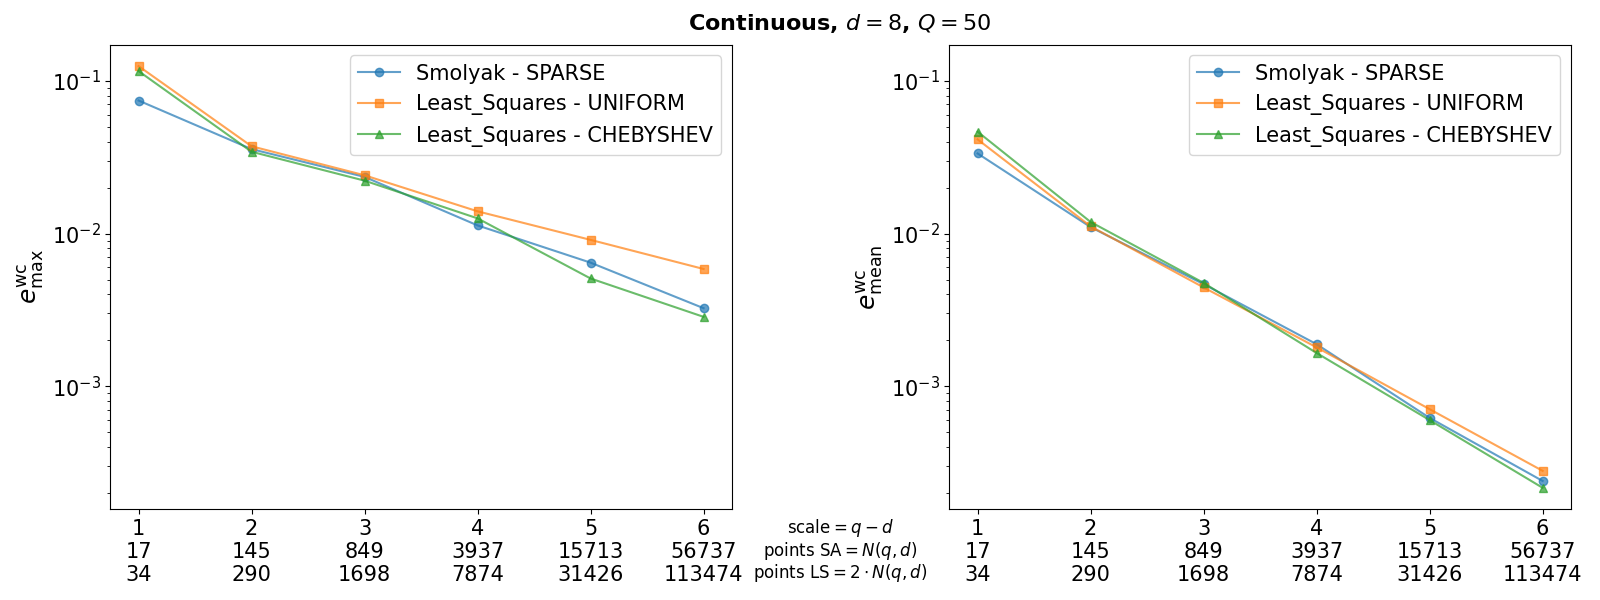 Continuous, d = 8, Q = 50
Smolyak - SPARSE
Least_Squares - UNIFORM
Least_Squares - CHEBYSHEV
10⁻¹
10⁻²
10⁻³
e^wc_max
1 2 3 4 5 6
17 145 849 3937 15713 56737
34 290 1698 7874 31426 113474
scale = q − d
points SA = N(q, d)
points LS = 2 · N(q, d)
Smolyak - SPARSE
Least_Squares - UNIFORM
Least_Squares - CHEBYSHEV
10⁻¹
10⁻²
10⁻³
e^wc_mean
1 2 3 4 5 6
17 145 849 3937 15713 56737
34 290 1698 7874 31426 113474